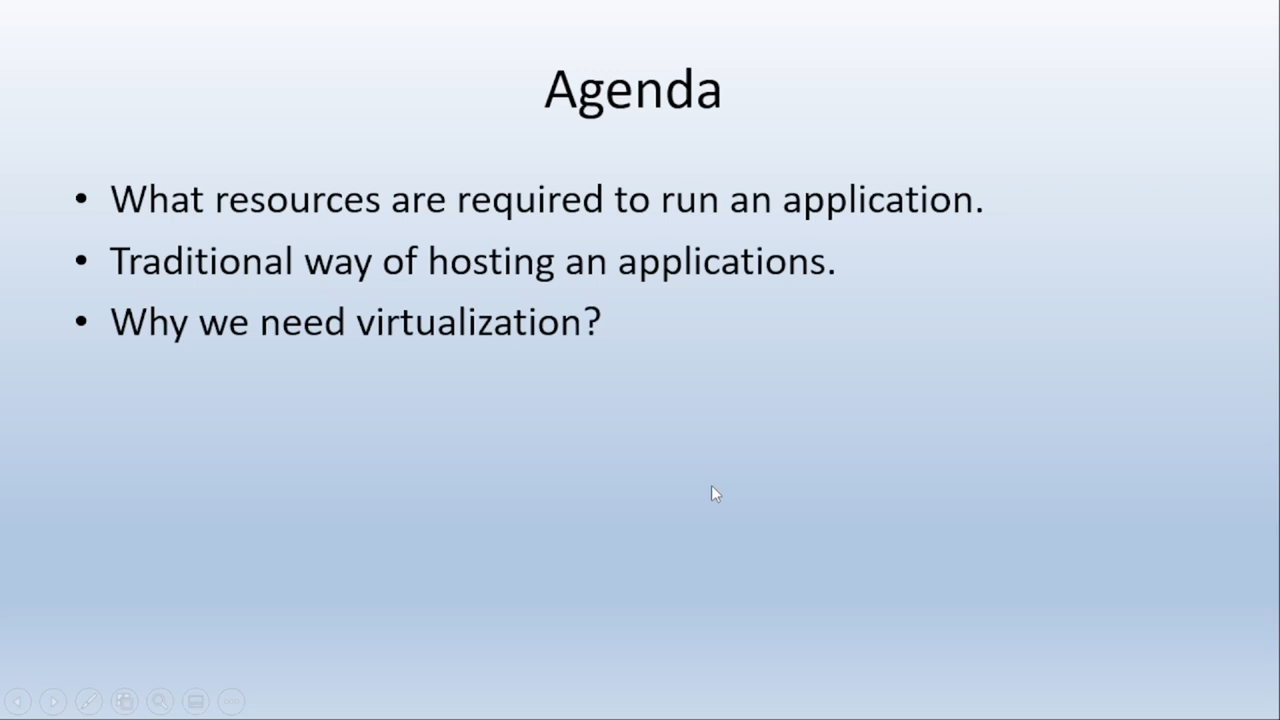 Agenda
• What resources are required to run an application.
• Traditional way of hosting an applications.
• Why we need virtualization?